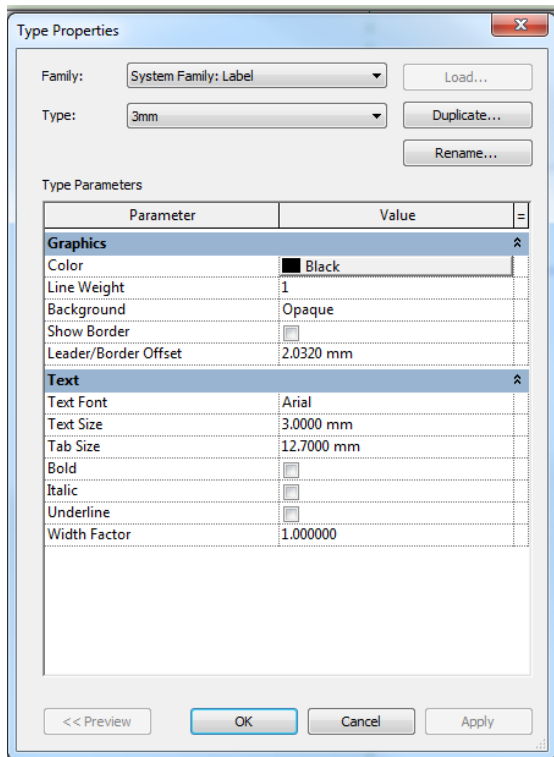 Type Properties
Family: System Family: Label Load...
Type: 3mm Duplicate...
Rename...
Type Parameters
Parameter Value =
Graphics
Color Black
Line Weight 1
Background Opaque
Show Border
Leader/Border Offset 2.0320 mm
Text
Text Font Arial
Text Size 3.0000 mm
Tab Size 12.7000 mm
Bold
Italic
Underline
Width Factor 1.000000
<< Preview OK Cancel Apply